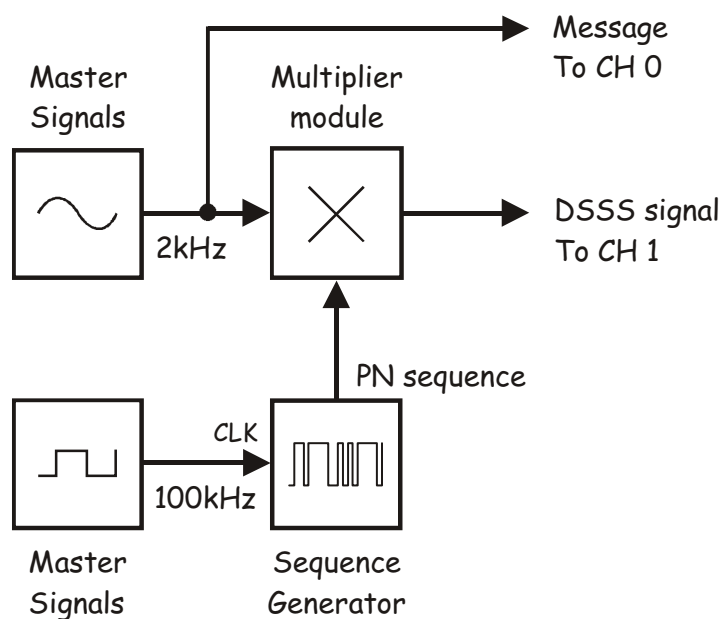 Message
To CH 0
Master
Signals
Multiplier
module
2kHz
DSSS signal
To CH 1
PN sequence
CLK
100kHz
Master
Signals
Sequence
Generator